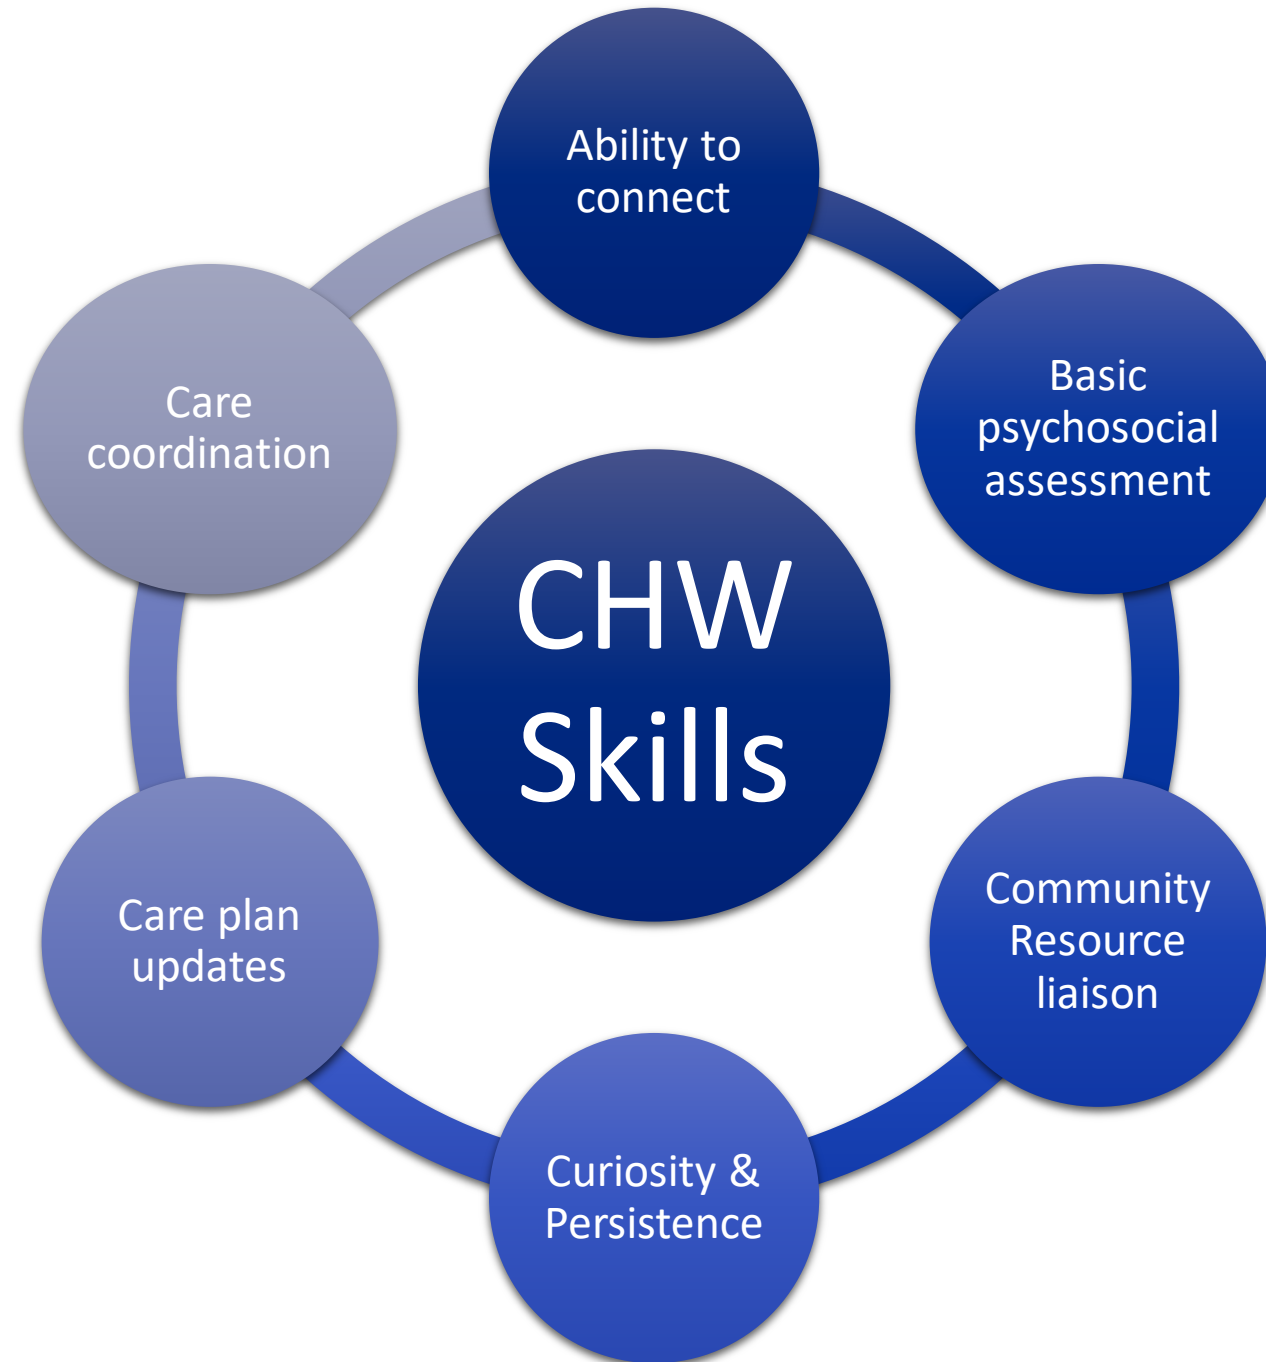 Ability to
connect
Basic
psychosocial
assessment
Community
Resource
liaison
Curiosity &
Persistence
Care plan
updates
Care
coordination
CHW
Skills